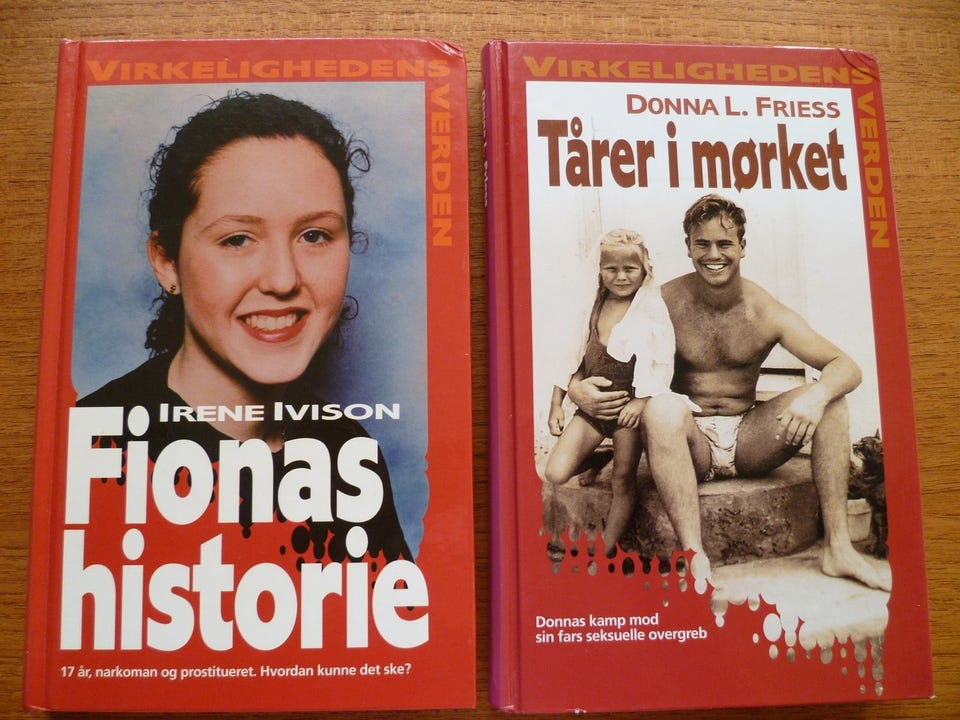 VIRKELIGHEDENS VERDEN
IRENE IVISON
Fionas
historie
17 år, narkoman og prostitueret. Hvordan kunne det ske?
VIRKELIGHEDENS VERDEN
DONNA L. FRIESS
Tårer i mørket
Donnas kamp mod
sin fars seksuelle overgreb